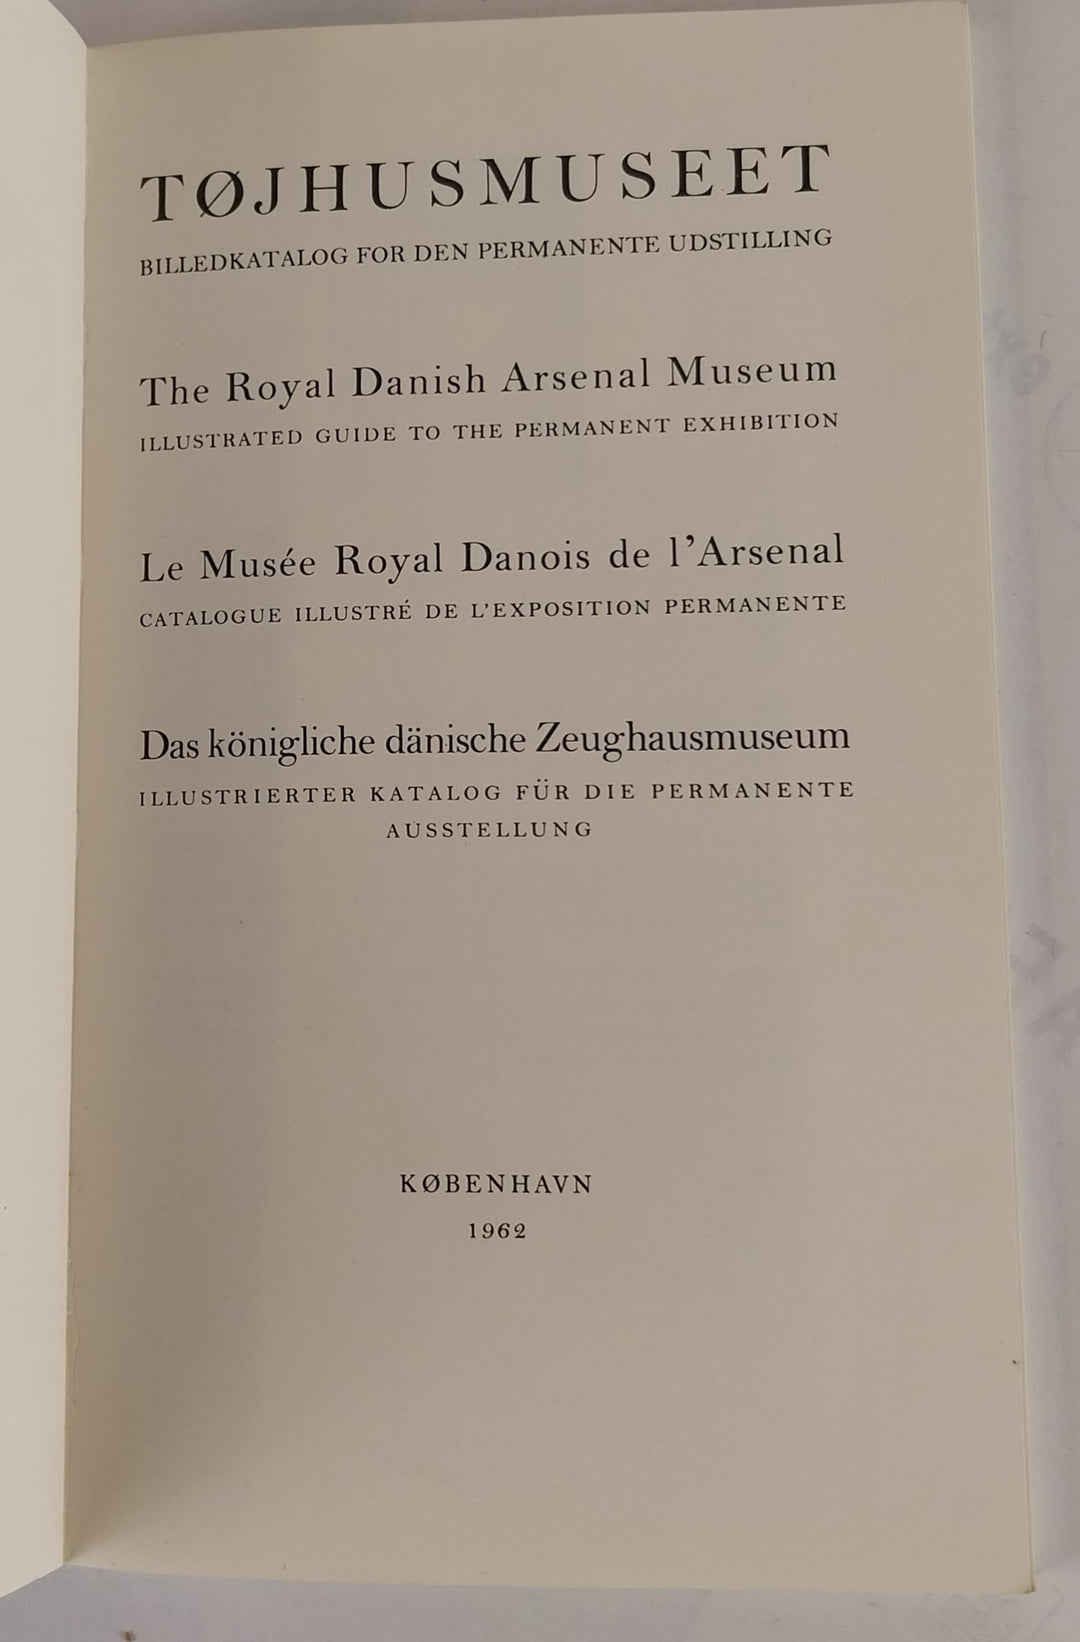 TØJHUSMUSEET
BILLEDKATALOG FOR DEN PERMANENTE UDSTILLING
The Royal Danish Arsenal Museum
ILLUSTRATED GUIDE TO THE PERMANENT EXHIBITION
Le Musée Royal Danois de l’Arsenal
CATALOGUE ILLUSTRÉ DE L’EXPOSITION PERMANENTE
Das königliche dänische Zeughausmuseum
ILLUSTRIERTER KATALOG FÜR DIE PERMANENTE
AUSSTELLUNG
KØBENHAVN
1962